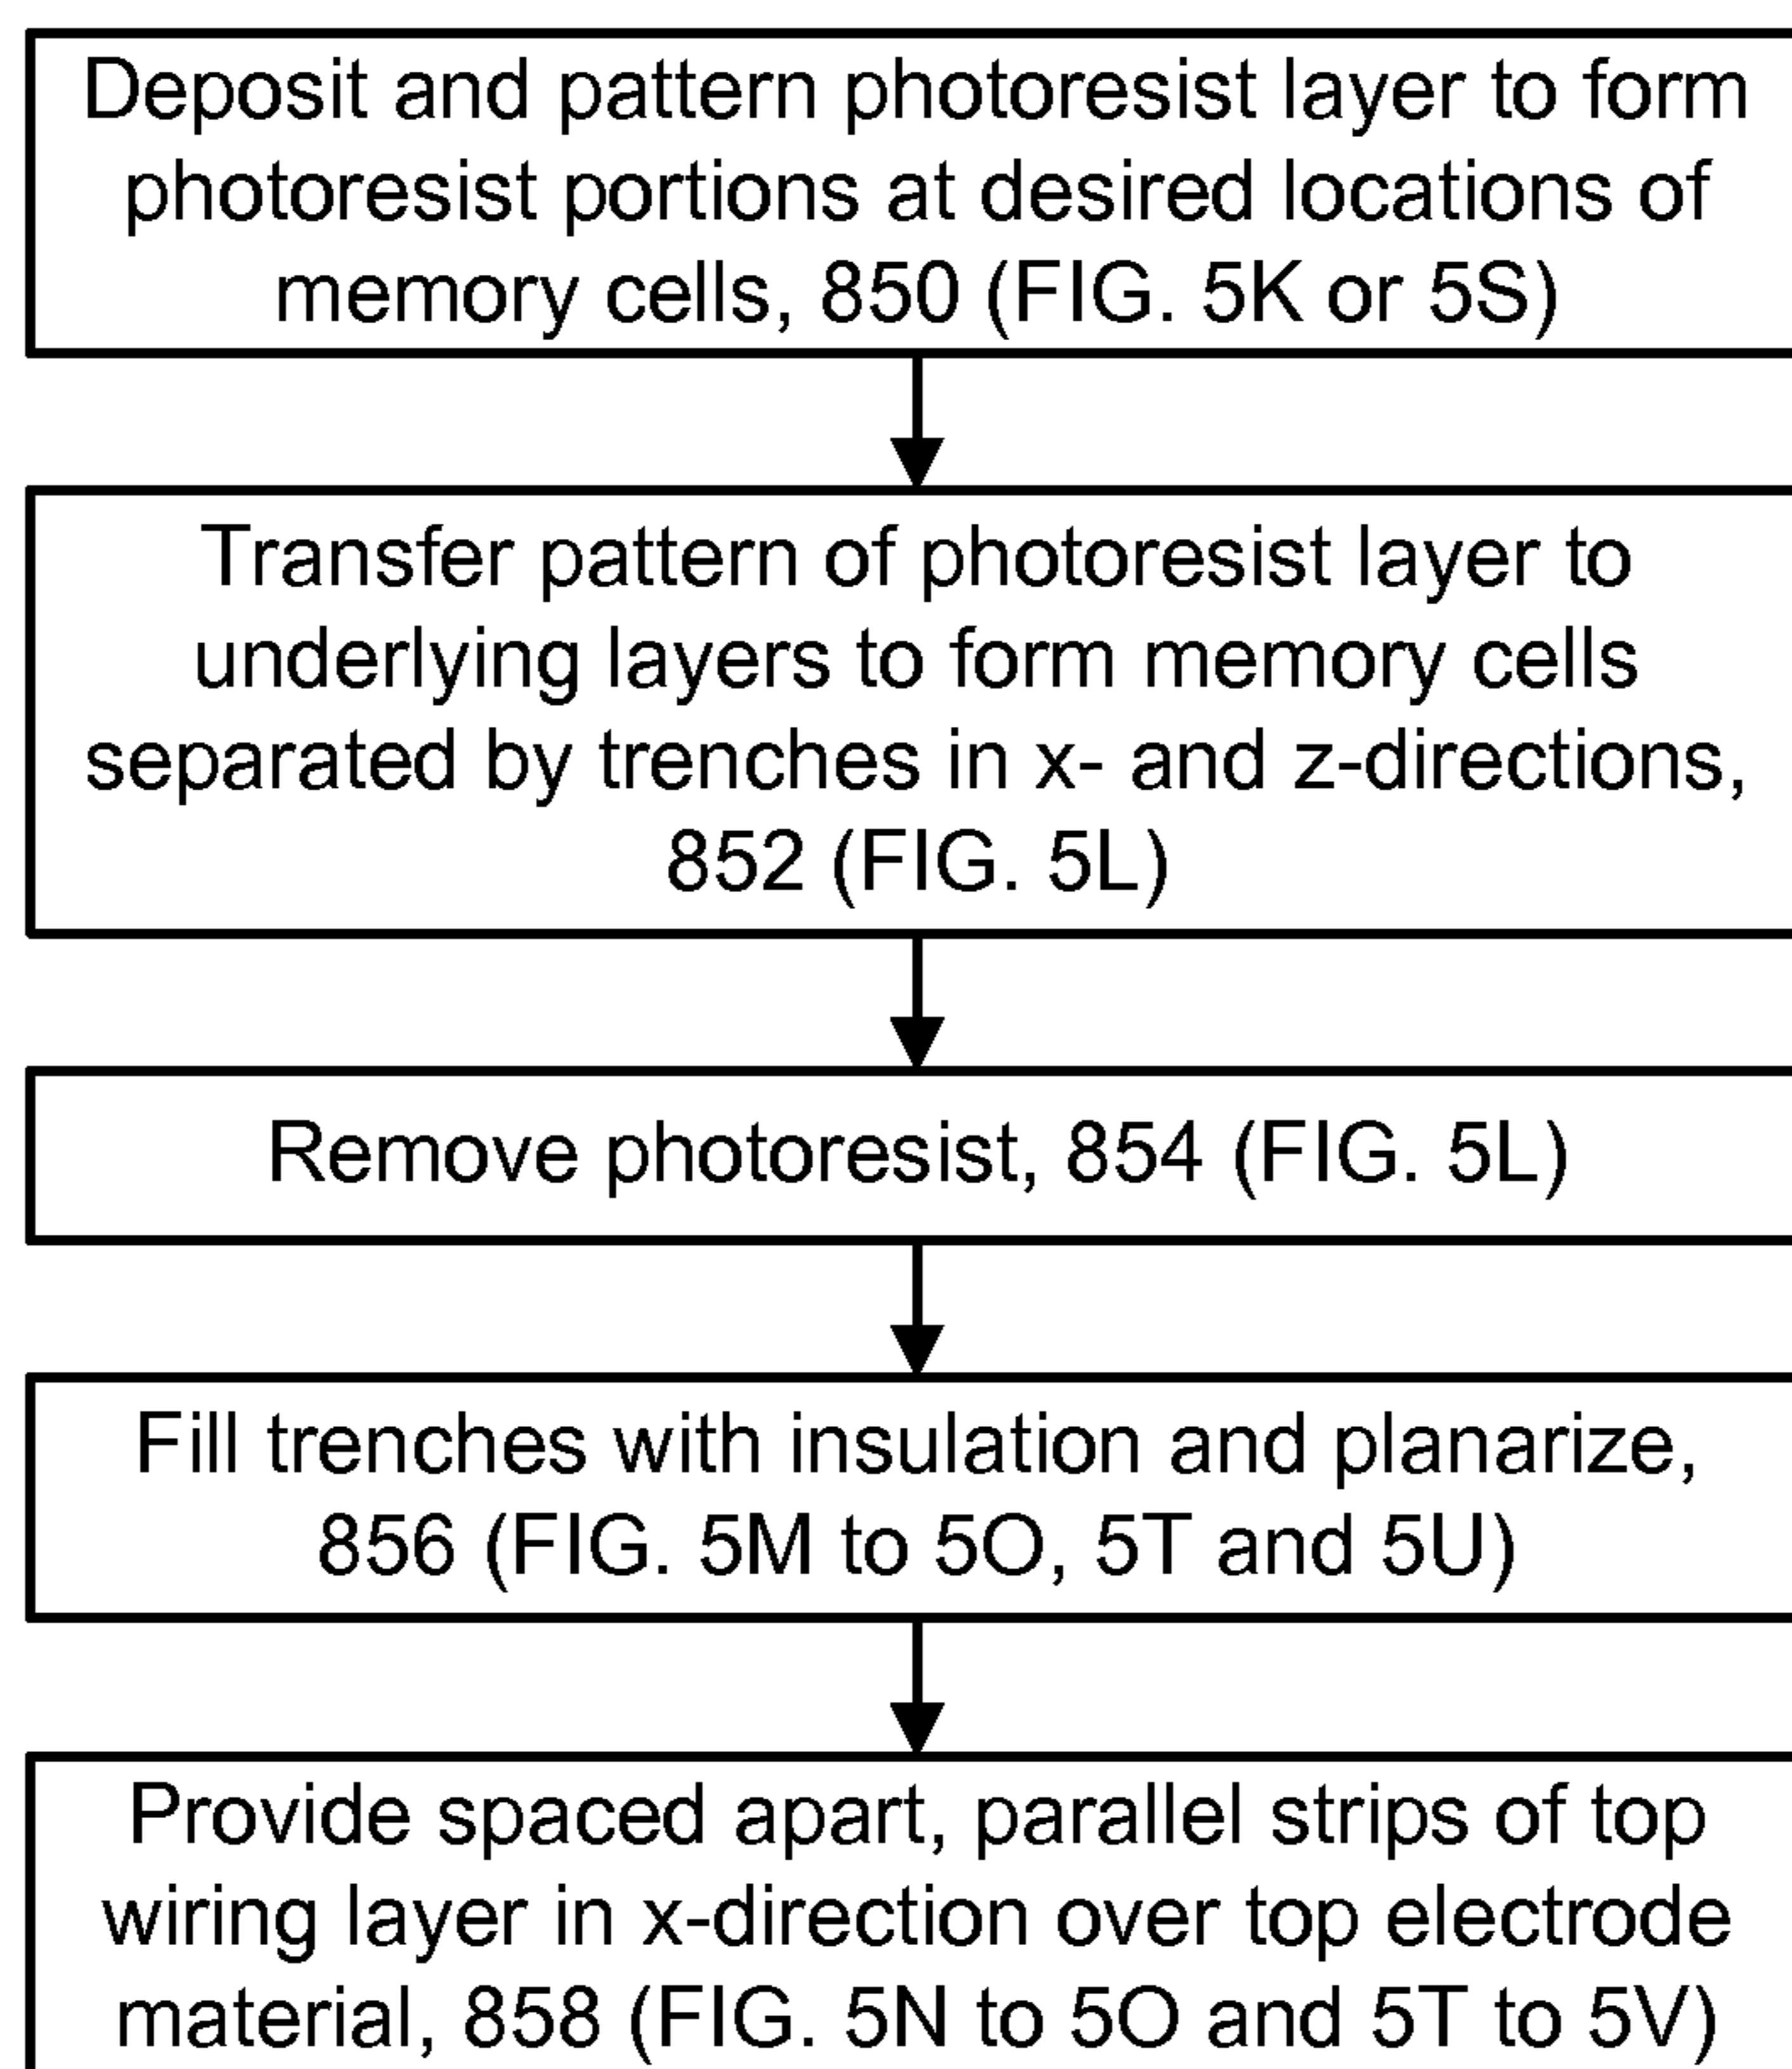 Deposit and pattern photoresist layer to form
photoresist portions at desired locations of
memory cells, 850 (FIG. 5K or 5S)
Transfer pattern of photoresist layer to
underlying layers to form memory cells
separated by trenches in x- and z-directions,
852 (FIG. 5L)
Remove photoresist, 854 (FIG. 5L)
Fill trenches with insulation and planarize,
856 (FIG. 5M to 5O, 5T and 5U)
Provide spaced apart, parallel strips of top
wiring layer in x-direction over top electrode
material, 858 (FIG. 5N to 5O and 5T to 5V)